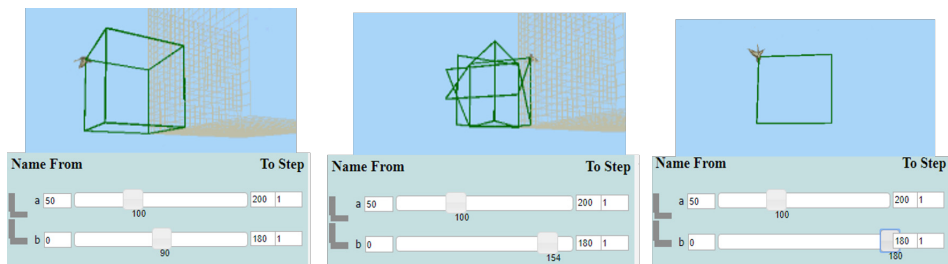 Name From To Step
a 50 200 1
100
b 0 180 1
90
Name From To Step
a 50 200 1
100
b 0 180 1
154
Name From To Step
a 50 200 1
100
b 0 180 1
180